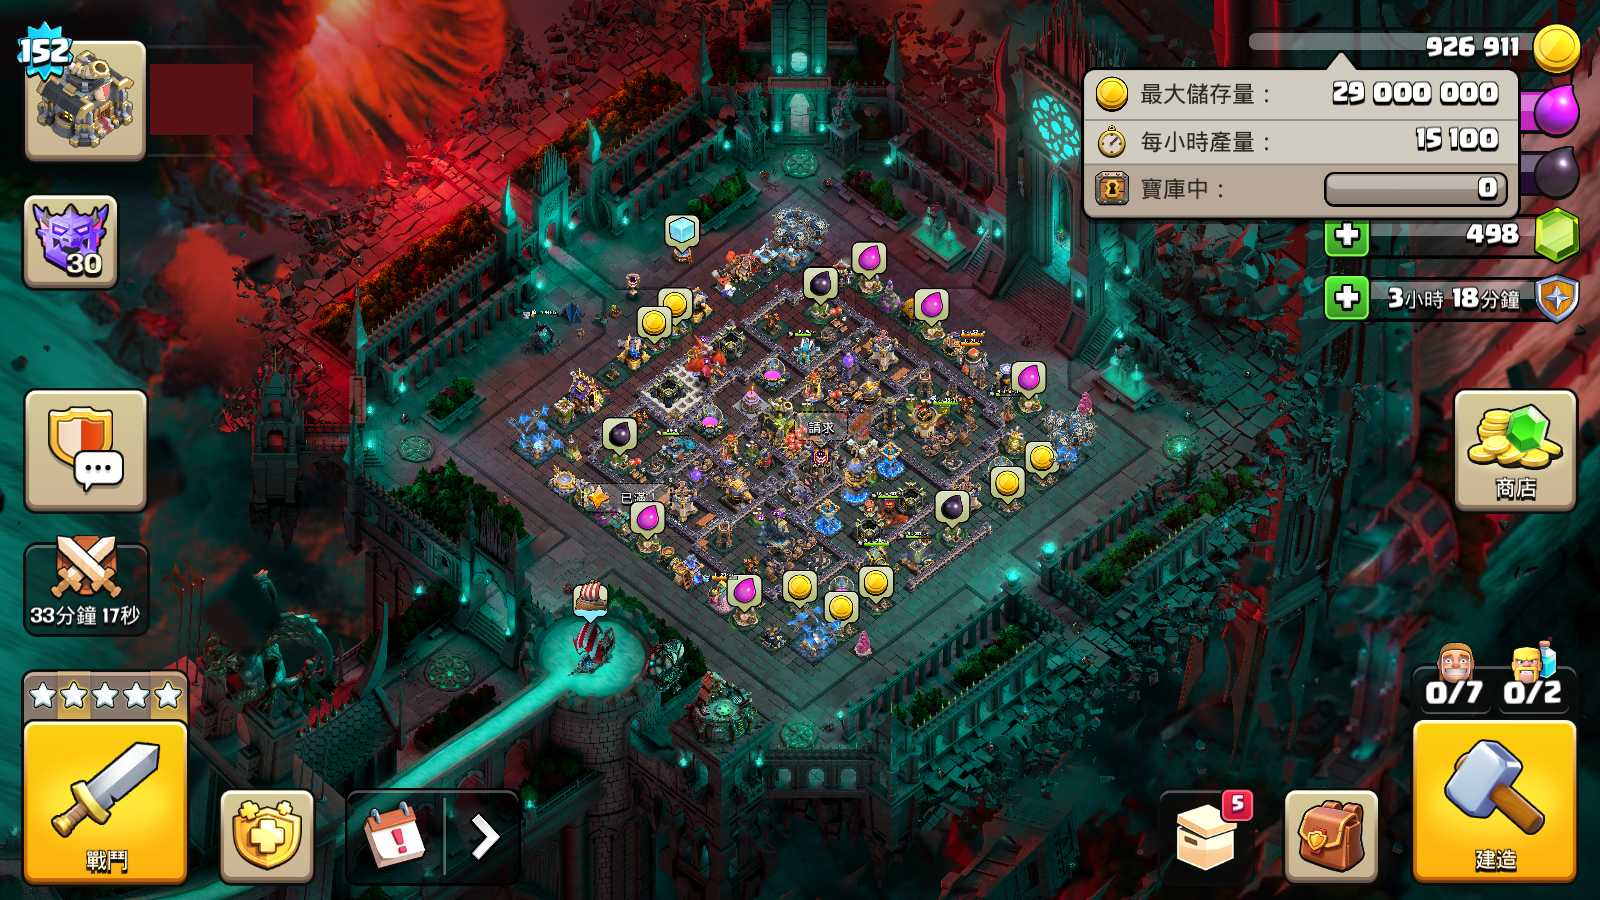 152
926 911
最大儲存量：
29 000 000
每小時產量：
15 100
寶庫中：
0
30
498
3小時 18分鐘
請求
已滿！
商店
33分鐘 17秒
0/7
0/2
5
戰鬥
建造